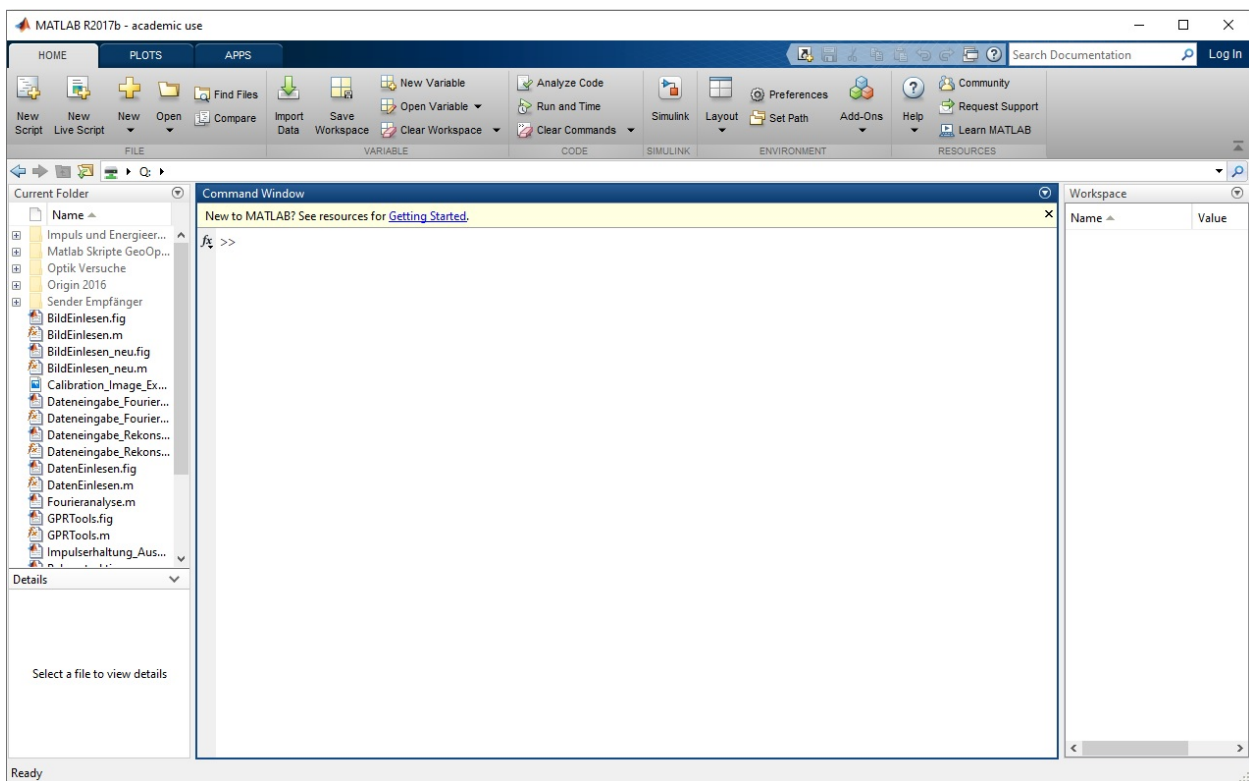 MATLAB R2017b - academic use
HOME PLOTS APPS
Search Documentation Log In
New Script
New Live Script
New
Open
Find Files
Compare
FILE
Import Data
Save Workspace
New Variable
Open Variable
Clear Workspace
VARIABLE
Analyze Code
Run and Time
Clear Commands
CODE
Simulink
SIMULINK
Layout
Preferences
Set Path
Add-Ons
ENVIRONMENT
Help
Community
Request Support
Learn MATLAB
RESOURCES
Q:
Current Folder
Name
Impuls und Energieer...
Matlab Skripte GeoOp...
Optik Versuche
Origin 2016
Sender Empfänger
BildEinlesen.fig
BildEinlesen.m
BildEinlesen_neu.fig
BildEinlesen_neu.m
Calibration_Image_Ex...
Dateneingabe_Fourier...
Dateneingabe_Fourier...
Dateneingabe_Rekons...
Dateneingabe_Rekons...
DatenEinlesen.fig
DatenEinlesen.m
Fourieranalyse.m
GPRTools.fig
GPRTools.m
Impulserhaltung_Aus...
Details
Select a file to view details
Command Window
New to MATLAB? See resources for Getting Started.
fx >>
Workspace
Name Value
Ready